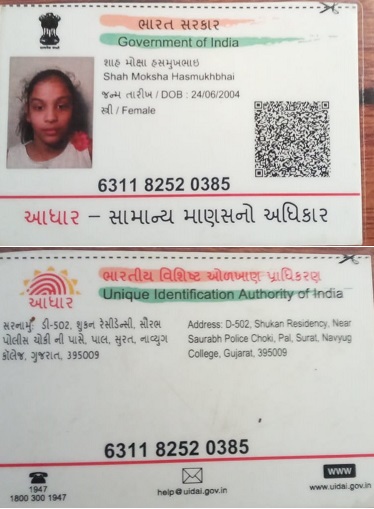 ભારત સરકાર
Government of India
શાહ મોક્ષા હસમુખભાઇ
Shah Moksha Hasmukhbhai
જન્મ તારીખ / DOB : 24/06/2004
સ્ત્રી / Female
6311 8252 0385
આધાર – સામાન્ય માણસનો અધિકાર
ભારતીય વિશિષ્ટ ઓળખાણ પ્રાધિકરણ
Unique Identification Authority of India
આધાર
સરનામું: ડી-502, શુકન રેસીડેન્સી, સૌરભ
પોલીસ ચોકી ની પાસે, પાલ, સુરત, નાવ્યુગ
કોલેજ, ગુજરાત, 395009
Address: D-502, Shukan Residency, Near
Saurabh Police Choki, Pal, Surat, Navyug
College, Gujarat, 395009
6311 8252 0385
1947
1800 300 1947
help@uidai.gov.in
WWW
www.uidai.gov.in